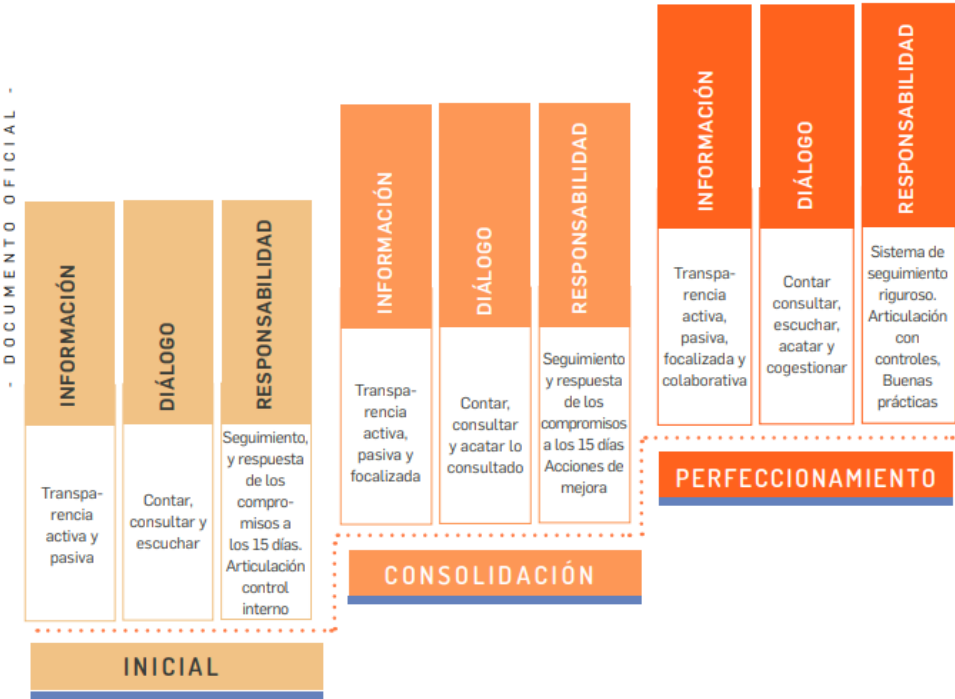 - DOCUMENTO OFICIAL -
INFORMACIÓN
Transpa-
rencia
activa y
pasiva
DIÁLOGO
Contar,
consultar y
escuchar
RESPONSABILIDAD
Seguimiento,
y respuesta
de los
compro-
misos a
los 15 días.
Articulación
control
interno
INICIAL
INFORMACIÓN
Transpa-
rencia
activa,
pasiva y
focalizada
DIÁLOGO
Contar,
consultar
y acatar lo
consultado
RESPONSABILIDAD
Seguimiento
y respuesta
de los
compromisos
a los 15 días
Acciones de
mejora
CONSOLIDACIÓN
INFORMACIÓN
Transpa-
rencia
activa,
pasiva,
focalizada y
colaborativa
DIÁLOGO
Contar
consultar,
escuchar,
acatar y
cogestionar
RESPONSABILIDAD
Sistema de
seguimiento
riguroso.
Articulación
con
controles,
Buenas
prácticas
PERFECCIONAMIENTO